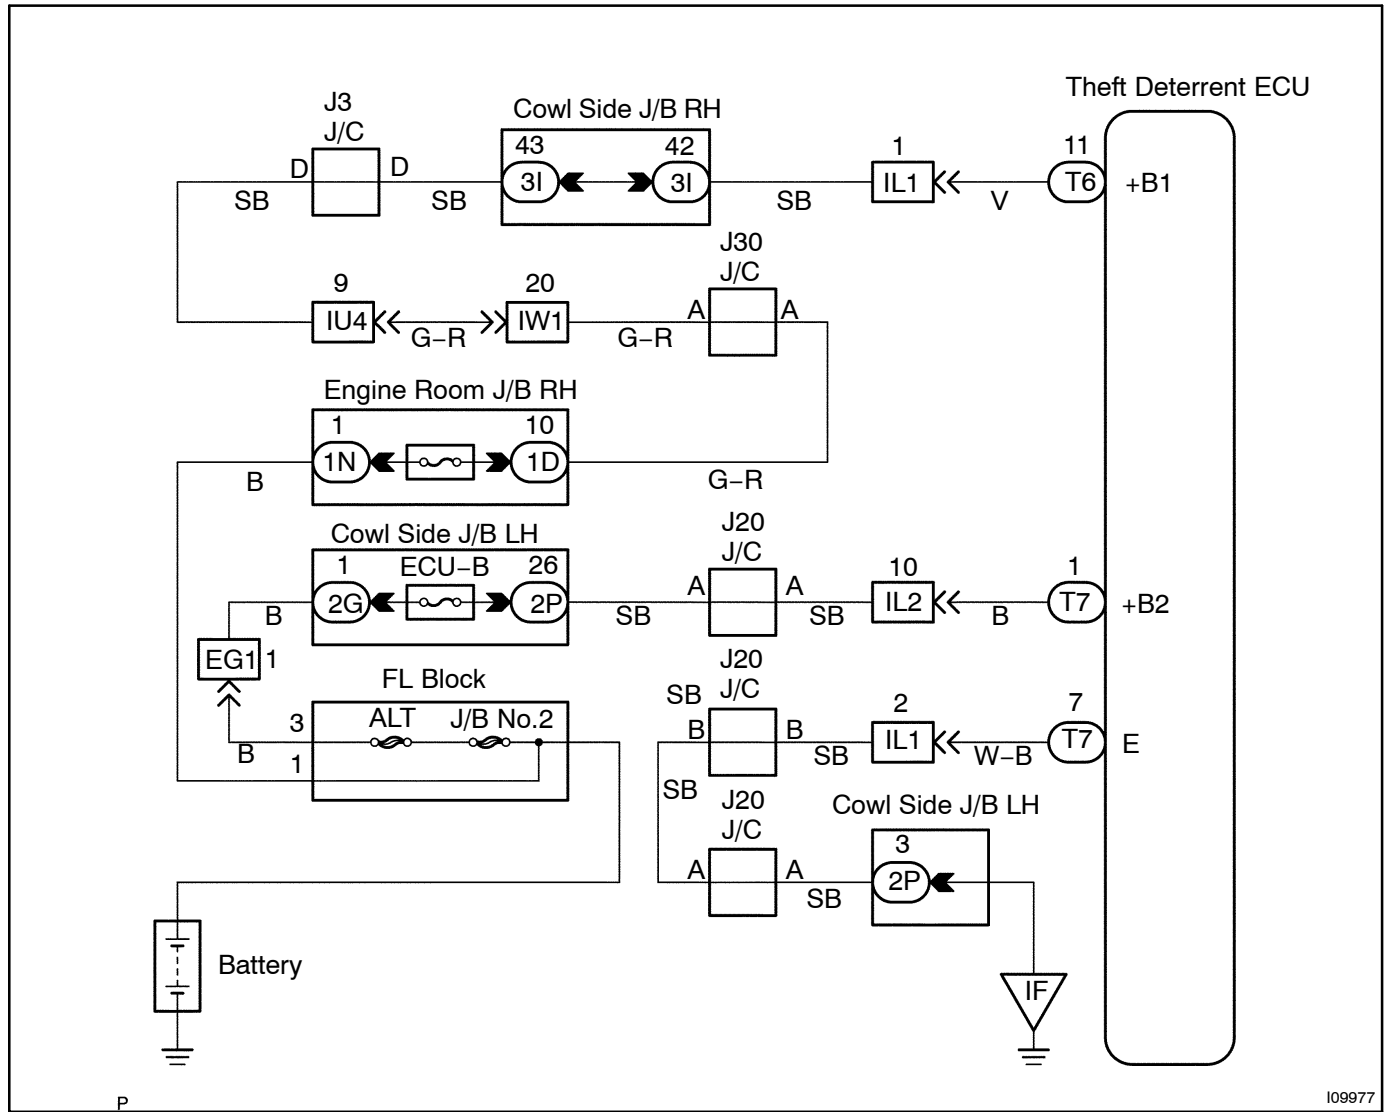 Theft Deterrent ECU
J3
J/C
Cowl Side J/B RH
43
42
1
11
D
D
3I
3I
IL1
T6
+B1
SB
SB
SB
V
J30
J/C
9
20
A
A
IU4
IW1
G–R
G–R
Engine Room J/B RH
1
10
1N
1D
B
G–R
Cowl Side J/B LH
J20
J/C
1
ECU–B
26
10
1
A
A
2G
2P
IL2
T7
+B2
B
SB
SB
B
EG1
1
FL Block
J20
J/C
SB
2
7
3
ALT
J/B No.2
B
B
IL1
T7
E
B
SB
W–B
1
SB
J20
J/C
Cowl Side J/B LH
3
A
A
2P
SB
Battery
IF
P
I09977